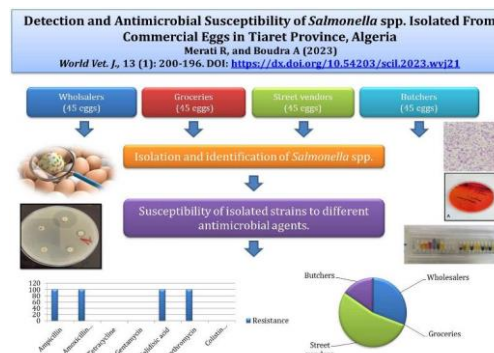 Detection and Antimicrobial Susceptibility of Salmonella spp. Isolated From
Commercial Eggs in Tiaret Province, Algeria
Merati R, and Boudra A (2023)
World Vet. J., 13 (1): 200-196. DOI: https://dx.doi.org/10.54203/scil.2023.wvj21
Wholsalers
(45 eggs)
Groceries
(45 eggs)
Street vendors
(45 eggs)
Butchers
(45 eggs)
Isolation and identification of Salmonella spp.
Susceptibility of isolated strains to different
antimicrobial agents.
120
100
80
60
40
20
0
Ampicillin
Amoxicillin...
Tetracycline
Gentamycin
Nalidixic acid
Erythromycin
Colistin...
Resistance
Butchers
Wholesalers
Groceries
Street
A